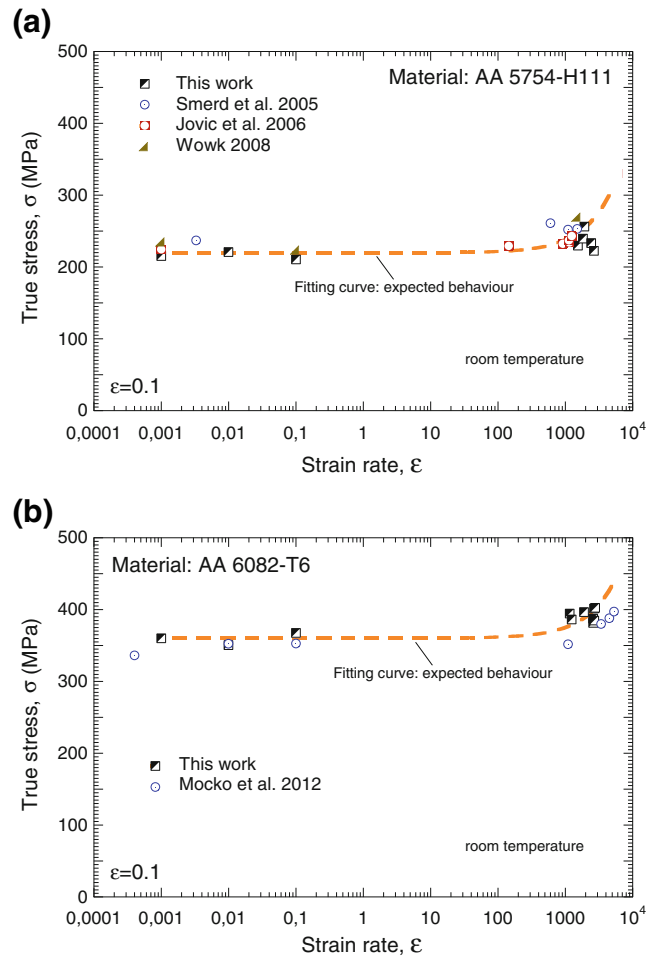 (a)
500
400
300
200
100
0
True stress, σ (MPa)
This work
Smerd et al. 2005
Jovic et al. 2006
Wowk 2008
Material: AA 5754-H111
Fitting curve: expected behaviour
room temperature
ε=0.1
0,0001 0,001 0,01 0,1 1 10 100 1000 10⁴
Strain rate, ε
(b)
500
400
300
200
100
0
True stress, σ (MPa)
Material: AA 6082-T6
Fitting curve: expected behaviour
This work
Mocko et al. 2012
room temperature
ε=0.1
0,0001 0,001 0,01 0,1 1 10 100 1000 10⁴
Strain rate, ε